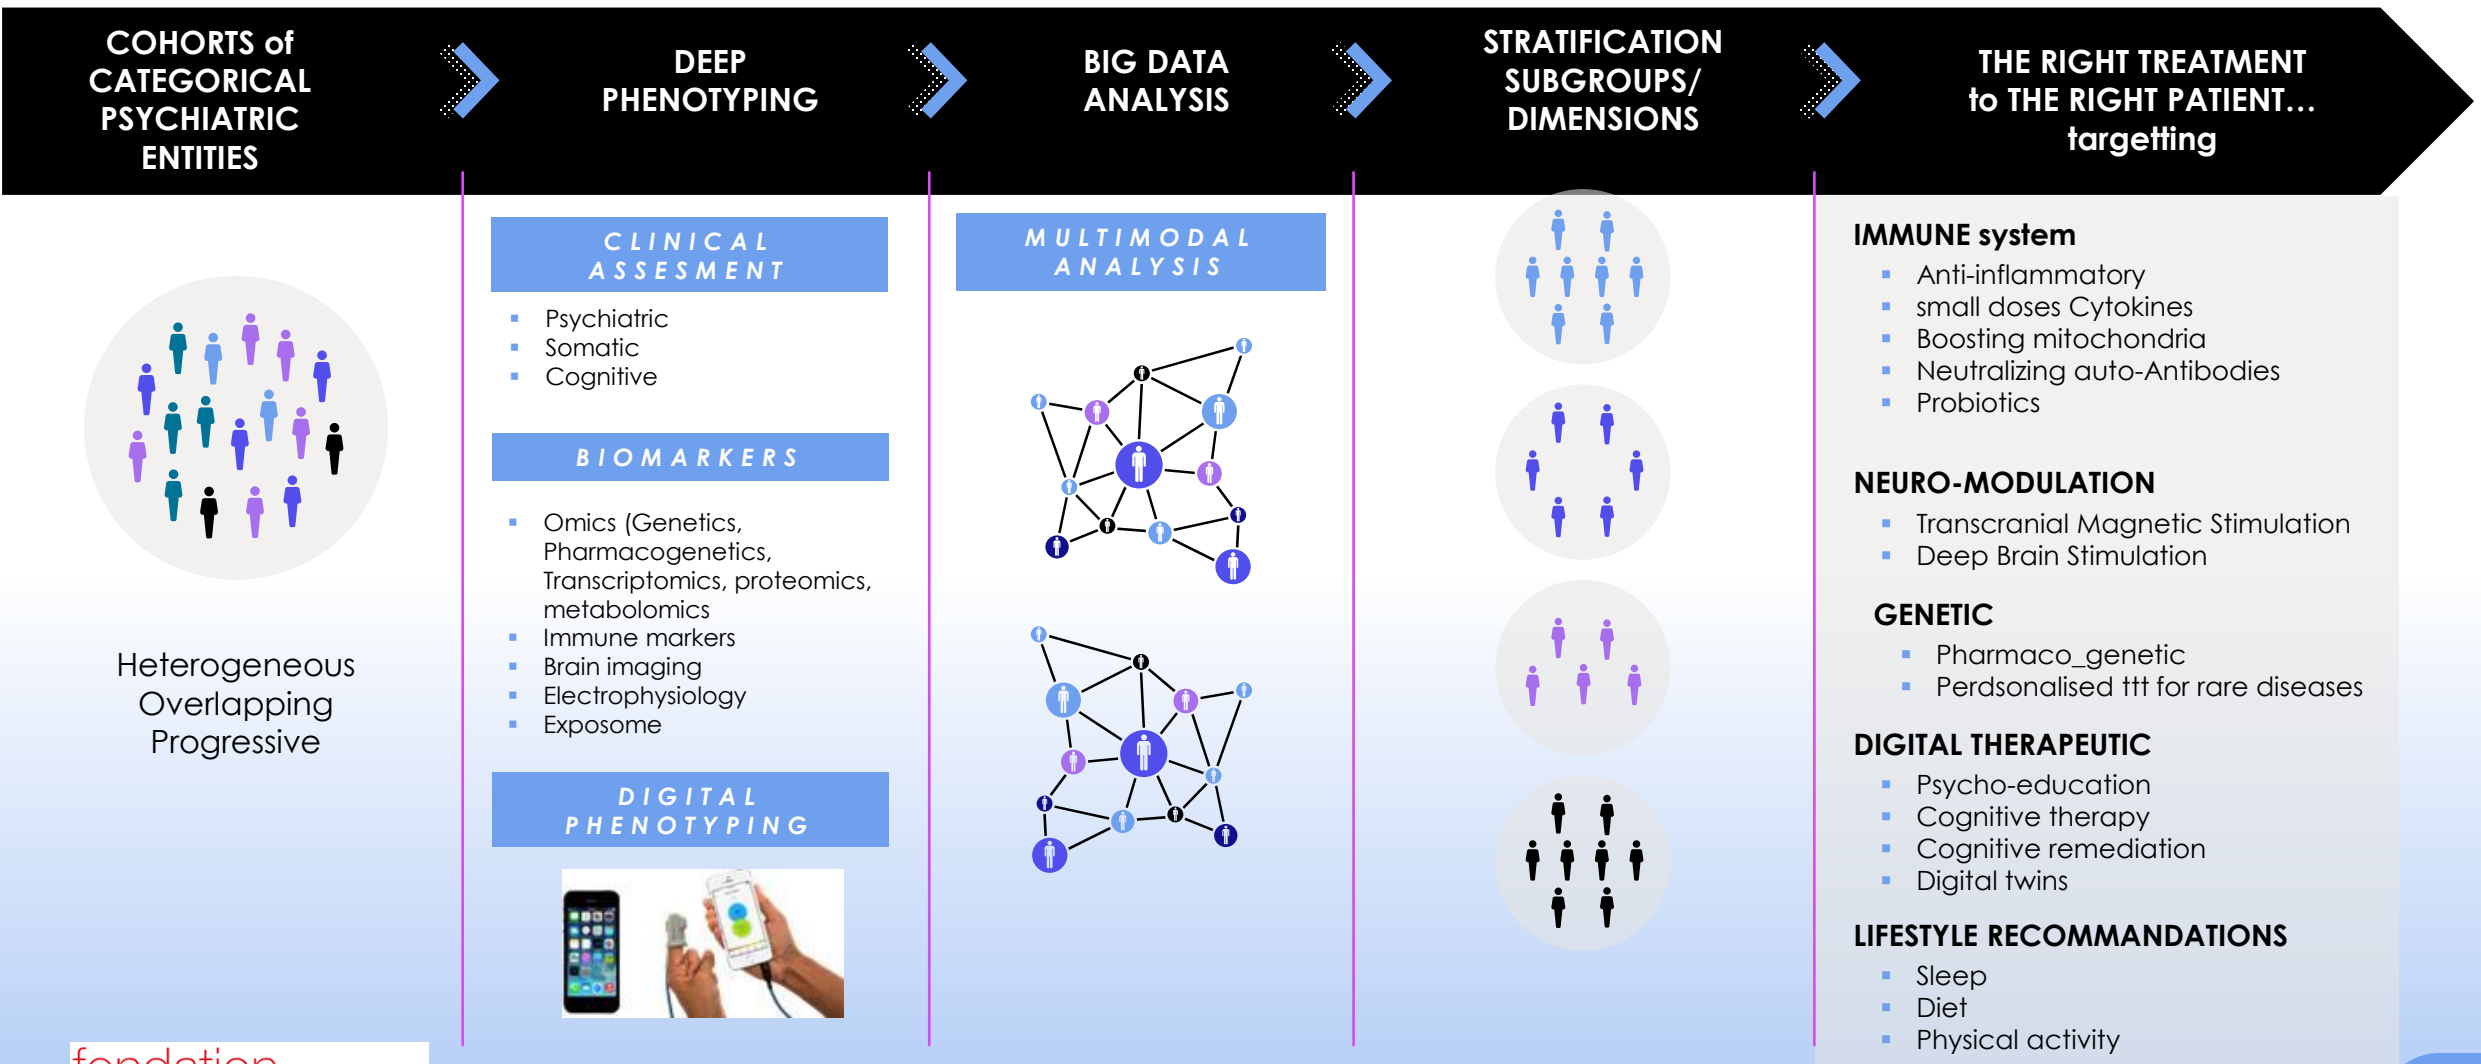 COHORTS of
CATEGORICAL
PSYCHIATRIC
ENTITIES
DEEP
PHENOTYPING
BIG DATA
ANALYSIS
STRATIFICATION
SUBGROUPS/
DIMENSIONS
THE RIGHT TREATMENT
to THE RIGHT PATIENT...
targetting
Heterogeneous
Overlapping
Progressive
CLINICAL
ASSESMENT
▪ Psychiatric
▪ Somatic
▪ Cognitive
BIOMARKERS
▪ Omics (Genetics,
Pharmacogenetics,
Transcriptomics, proteomics,
metabolomics
▪ Immune markers
▪ Brain imaging
▪ Electrophysiology
▪ Exposome
DIGITAL
PHENOTYPING
MULTIMODAL
ANALYSIS
IMMUNE system
▪ Anti-inflammatory
▪ small doses Cytokines
▪ Boosting mitochondria
▪ Neutralizing auto-Antibodies
▪ Probiotics
NEURO-MODULATION
▪ Transcranial Magnetic Stimulation
▪ Deep Brain Stimulation
GENETIC
▪ Pharmaco_genetic
▪ Perdsonalised ttt for rare diseases
DIGITAL THERAPEUTIC
▪ Psycho-education
▪ Cognitive therapy
▪ Cognitive remediation
▪ Digital twins
LIFESTYLE RECOMMANDATIONS
▪ Sleep
▪ Diet
▪ Physical activity
fondation